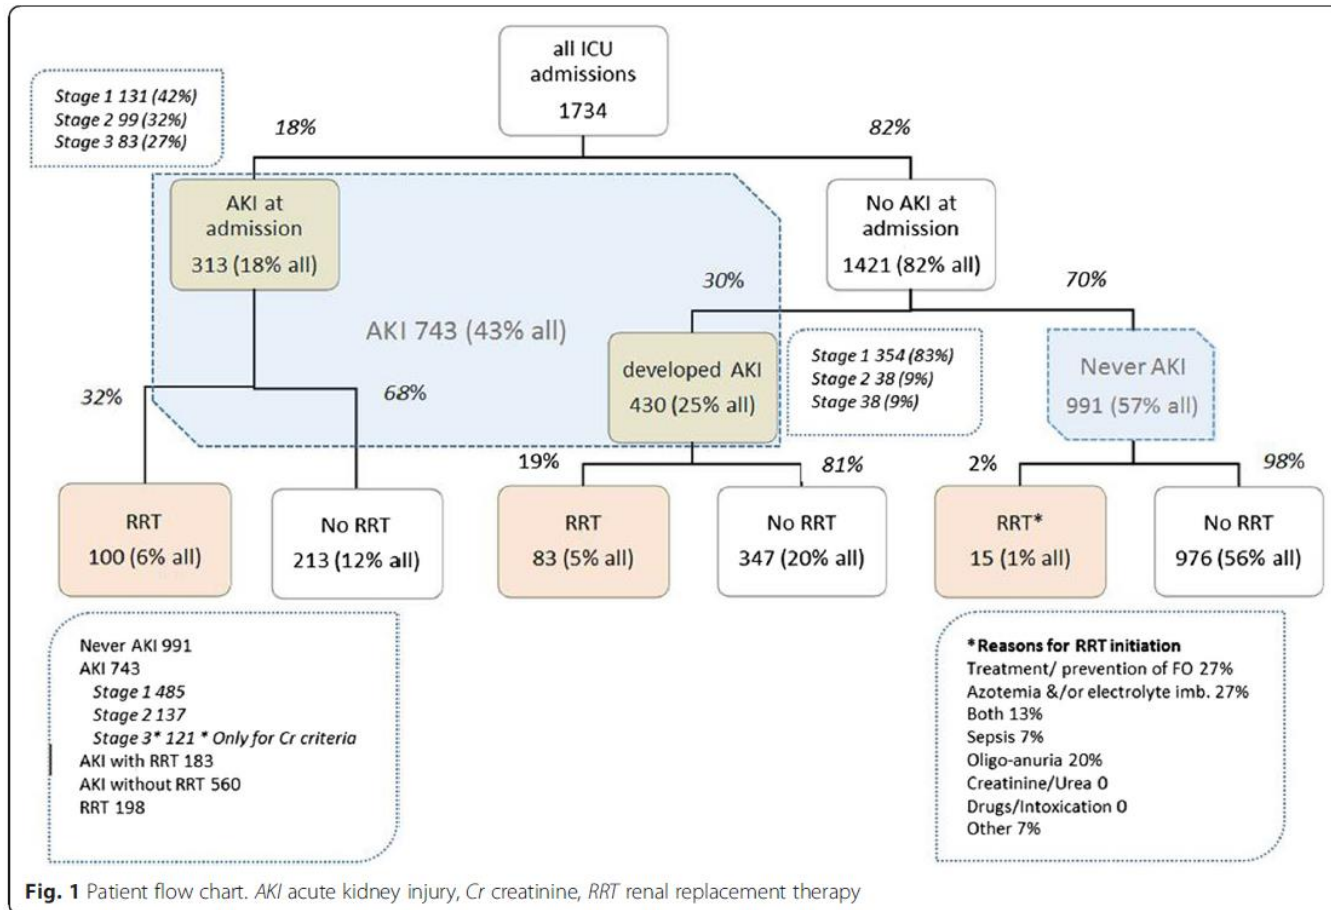 all ICU
admissions
1734
Stage 1 131 (42%)
Stage 2 99 (32%)
Stage 3 83 (27%)
18%
82%
AKI at
admission
313 (18% all)
No AKI at
admission
1421 (82% all)
30%
70%
AKI 743 (43% all)
developed AKI
430 (25% all)
Stage 1 354 (83%)
Stage 2 38 (9%)
Stage 38 (9%)
Never AKI
991 (57% all)
32%
68%
19%
81%
2%
98%
RRT
100 (6% all)
No RRT
213 (12% all)
RRT
83 (5% all)
No RRT
347 (20% all)
RRT*
15 (1% all)
No RRT
976 (56% all)
Never AKI 991
AKI 743
Stage 1 485
Stage 2 137
Stage 3* 121 * Only for Cr criteria
AKI with RRT 183
AKI without RRT 560
RRT 198
*Reasons for RRT initiation
Treatment/ prevention of FO 27%
Azotemia &/or electrolyte imb. 27%
Both 13%
Sepsis 7%
Oligo-anuria 20%
Creatinine/Urea 0
Drugs/Intoxication 0
Other 7%
Fig. 1 Patient flow chart. AKI acute kidney injury, Cr creatinine, RRT renal replacement therapy